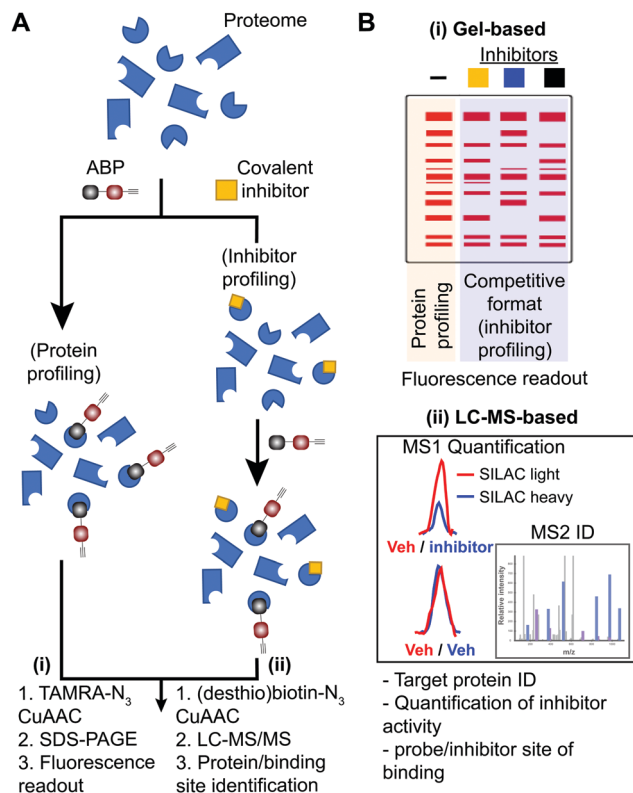 A
Proteome
ABP
Covalent
inhibitor
(Inhibitor
profiling)
(Protein
profiling)
(i)
1. TAMRA-N3
CuAAC
2. SDS-PAGE
3. Fluorescence
readout
(ii)
1. (desthio)biotin-N3
CuAAC
2. LC-MS/MS
3. Protein/binding
site identification
B
(i) Gel-based
Inhibitors
–
Protein
profiling
Competitive
format
(inhibitor
profiling)
Fluorescence readout
(ii) LC-MS-based
MS1 Quantification
SILAC light
SILAC heavy
Veh / inhibitor
Veh / Veh
MS2 ID
Relative intensity
m/z
- Target protein ID
- Quantification of inhibitor
activity
- probe/inhibitor site of
binding